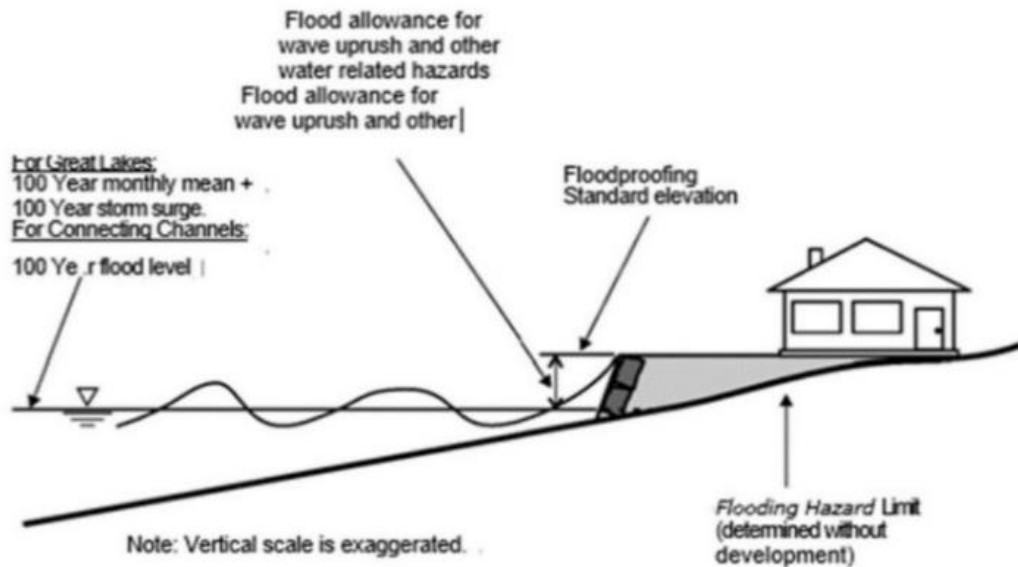 Flood allowance for
wave uprush and other
water related hazards
Flood allowance for
wave uprush and other
For Great Lakes:
100 Year monthly mean +
100 Year storm surge.
For Connecting Channels:
100 Ye.r flood level
Floodproofing
Standard elevation
Flooding Hazard Limit
(determined without
development)
Note: Vertical scale is exaggerated.